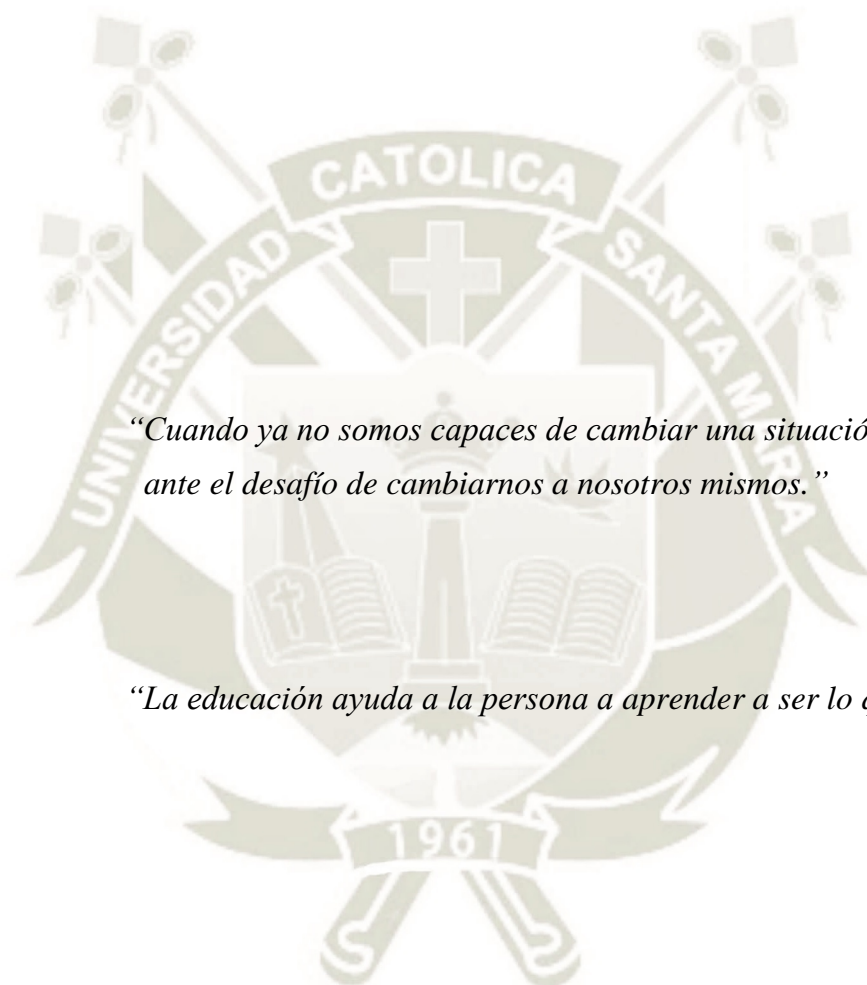 CATOLICA
UNIVERSIDAD
SANTA MARA
“Cuando ya no somos capaces de cambiar una situació
ante el desafío de cambiarnos a nosotros mismos.”
“La educación ayuda a la persona a aprender a ser lo
1961